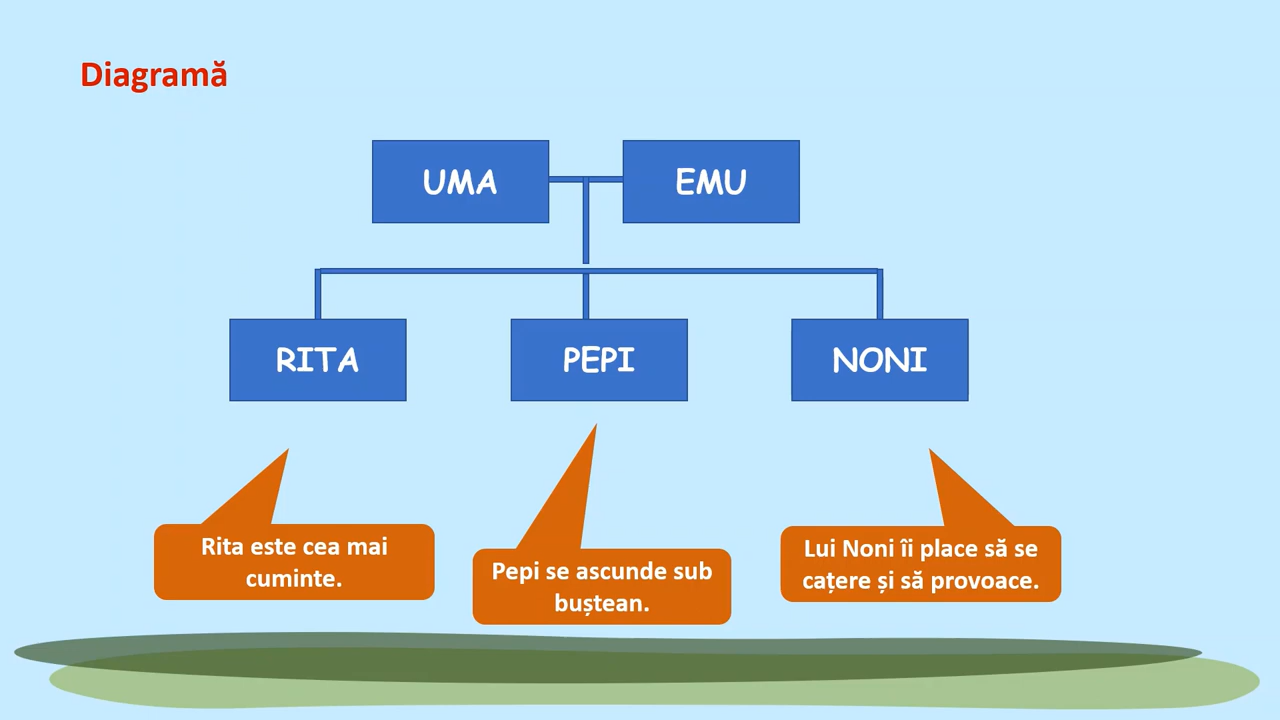 Diagramă
UMA
EMU
RITA
PEPI
NONI
Rita este cea mai
cuminte.
Pepi se ascunde sub
buștean.
Lui Noni îi place să se
cațere și să provoace.